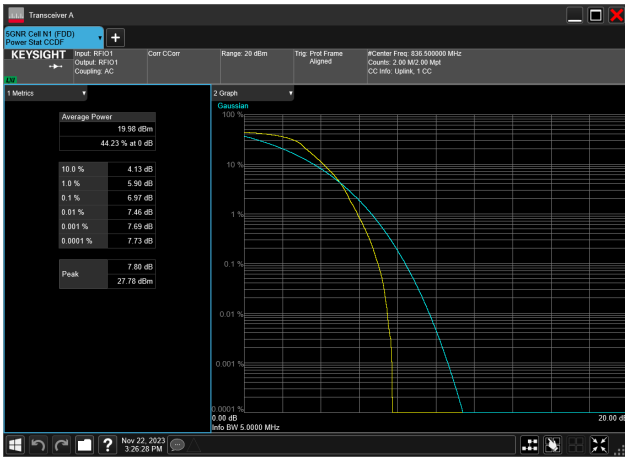 Transceiver A
5GNR Cell N1 (FDD)
Power Stat CCDF
KEYSIGHT
LXI
Input: RFIO1
Output: RFIO1
Coupling: AC
Corr CCorr
Range: 20 dBm
Trig: Prot Frame
Aligned
#Center Freq: 836.500000 MHz
Counts: 2.00 M/2.00 Mpt
CC Info: Uplink, 1 CC
1 Metrics
Average Power
19.98 dBm
44.23 % at 0 dB
10.0 % 4.13 dB
1.0 % 5.90 dB
0.1 % 6.97 dB
0.01 % 7.46 dB
0.001 % 7.69 dB
0.0001 % 7.73 dB
Peak 7.80 dB
27.78 dBm
2 Graph
Gaussian
100 %
10 %
1 %
0.1 %
0.01 %
0.001 %
0.0001 %
0.00 dB 20.00 dB
Info BW 5.0000 MHz
? Nov 22, 2023
3:26:28 PM